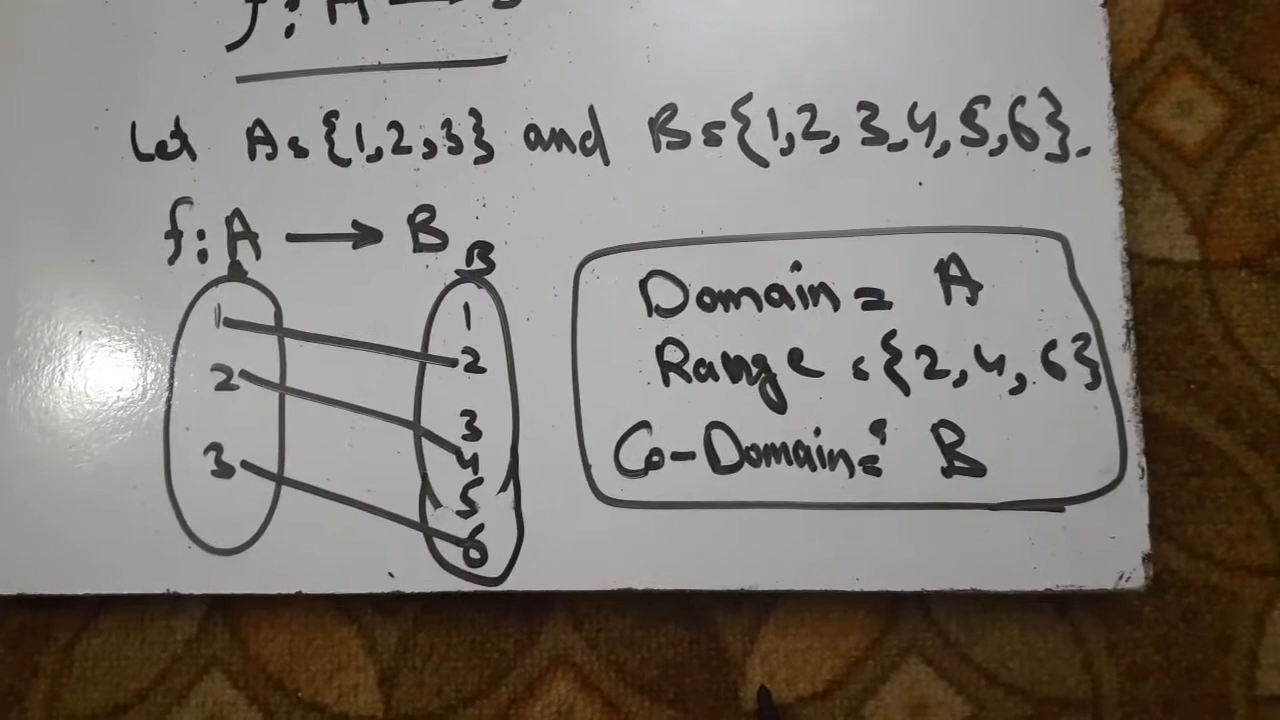 f: A →
Let A = {1,2,3} and B = {1,2, 3,4,5,6}.
f: A → B
A
B
1
2
3
1
2
3
4
5
6
Domain = A
Range = {2,4,6}
Co-Domain = B